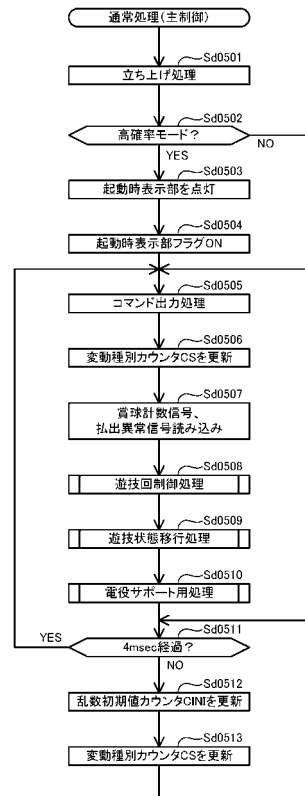 通常処理(主制御)
Sd0501
立ち上げ処理
Sd0502
高確率モード?
NO
YES
Sd0503
起動時表示部を点灯
Sd0504
起動時表示部フラグON
Sd0505
コマンド出力処理
Sd0506
変動種別カウンタCSを更新
Sd0507
賞球計数信号、
払出異常信号読み込み
Sd0508
遊技回制御処理
Sd0509
遊技状態移行処理
Sd0510
電役サポート用処理
Sd0511
YES
4msec経過?
NO
Sd0512
乱数初期値カウンタCINIを更新
Sd0513
変動種別カウンタCSを更新